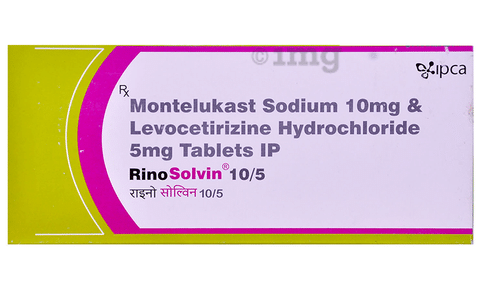 ©1mg
ipca
Rx
Montelukast Sodium 10mg &
Levocetirizine Hydrochloride
5mg Tablets IP
RinoSolvin® 10/5
राइनो सोल्विन 10/5